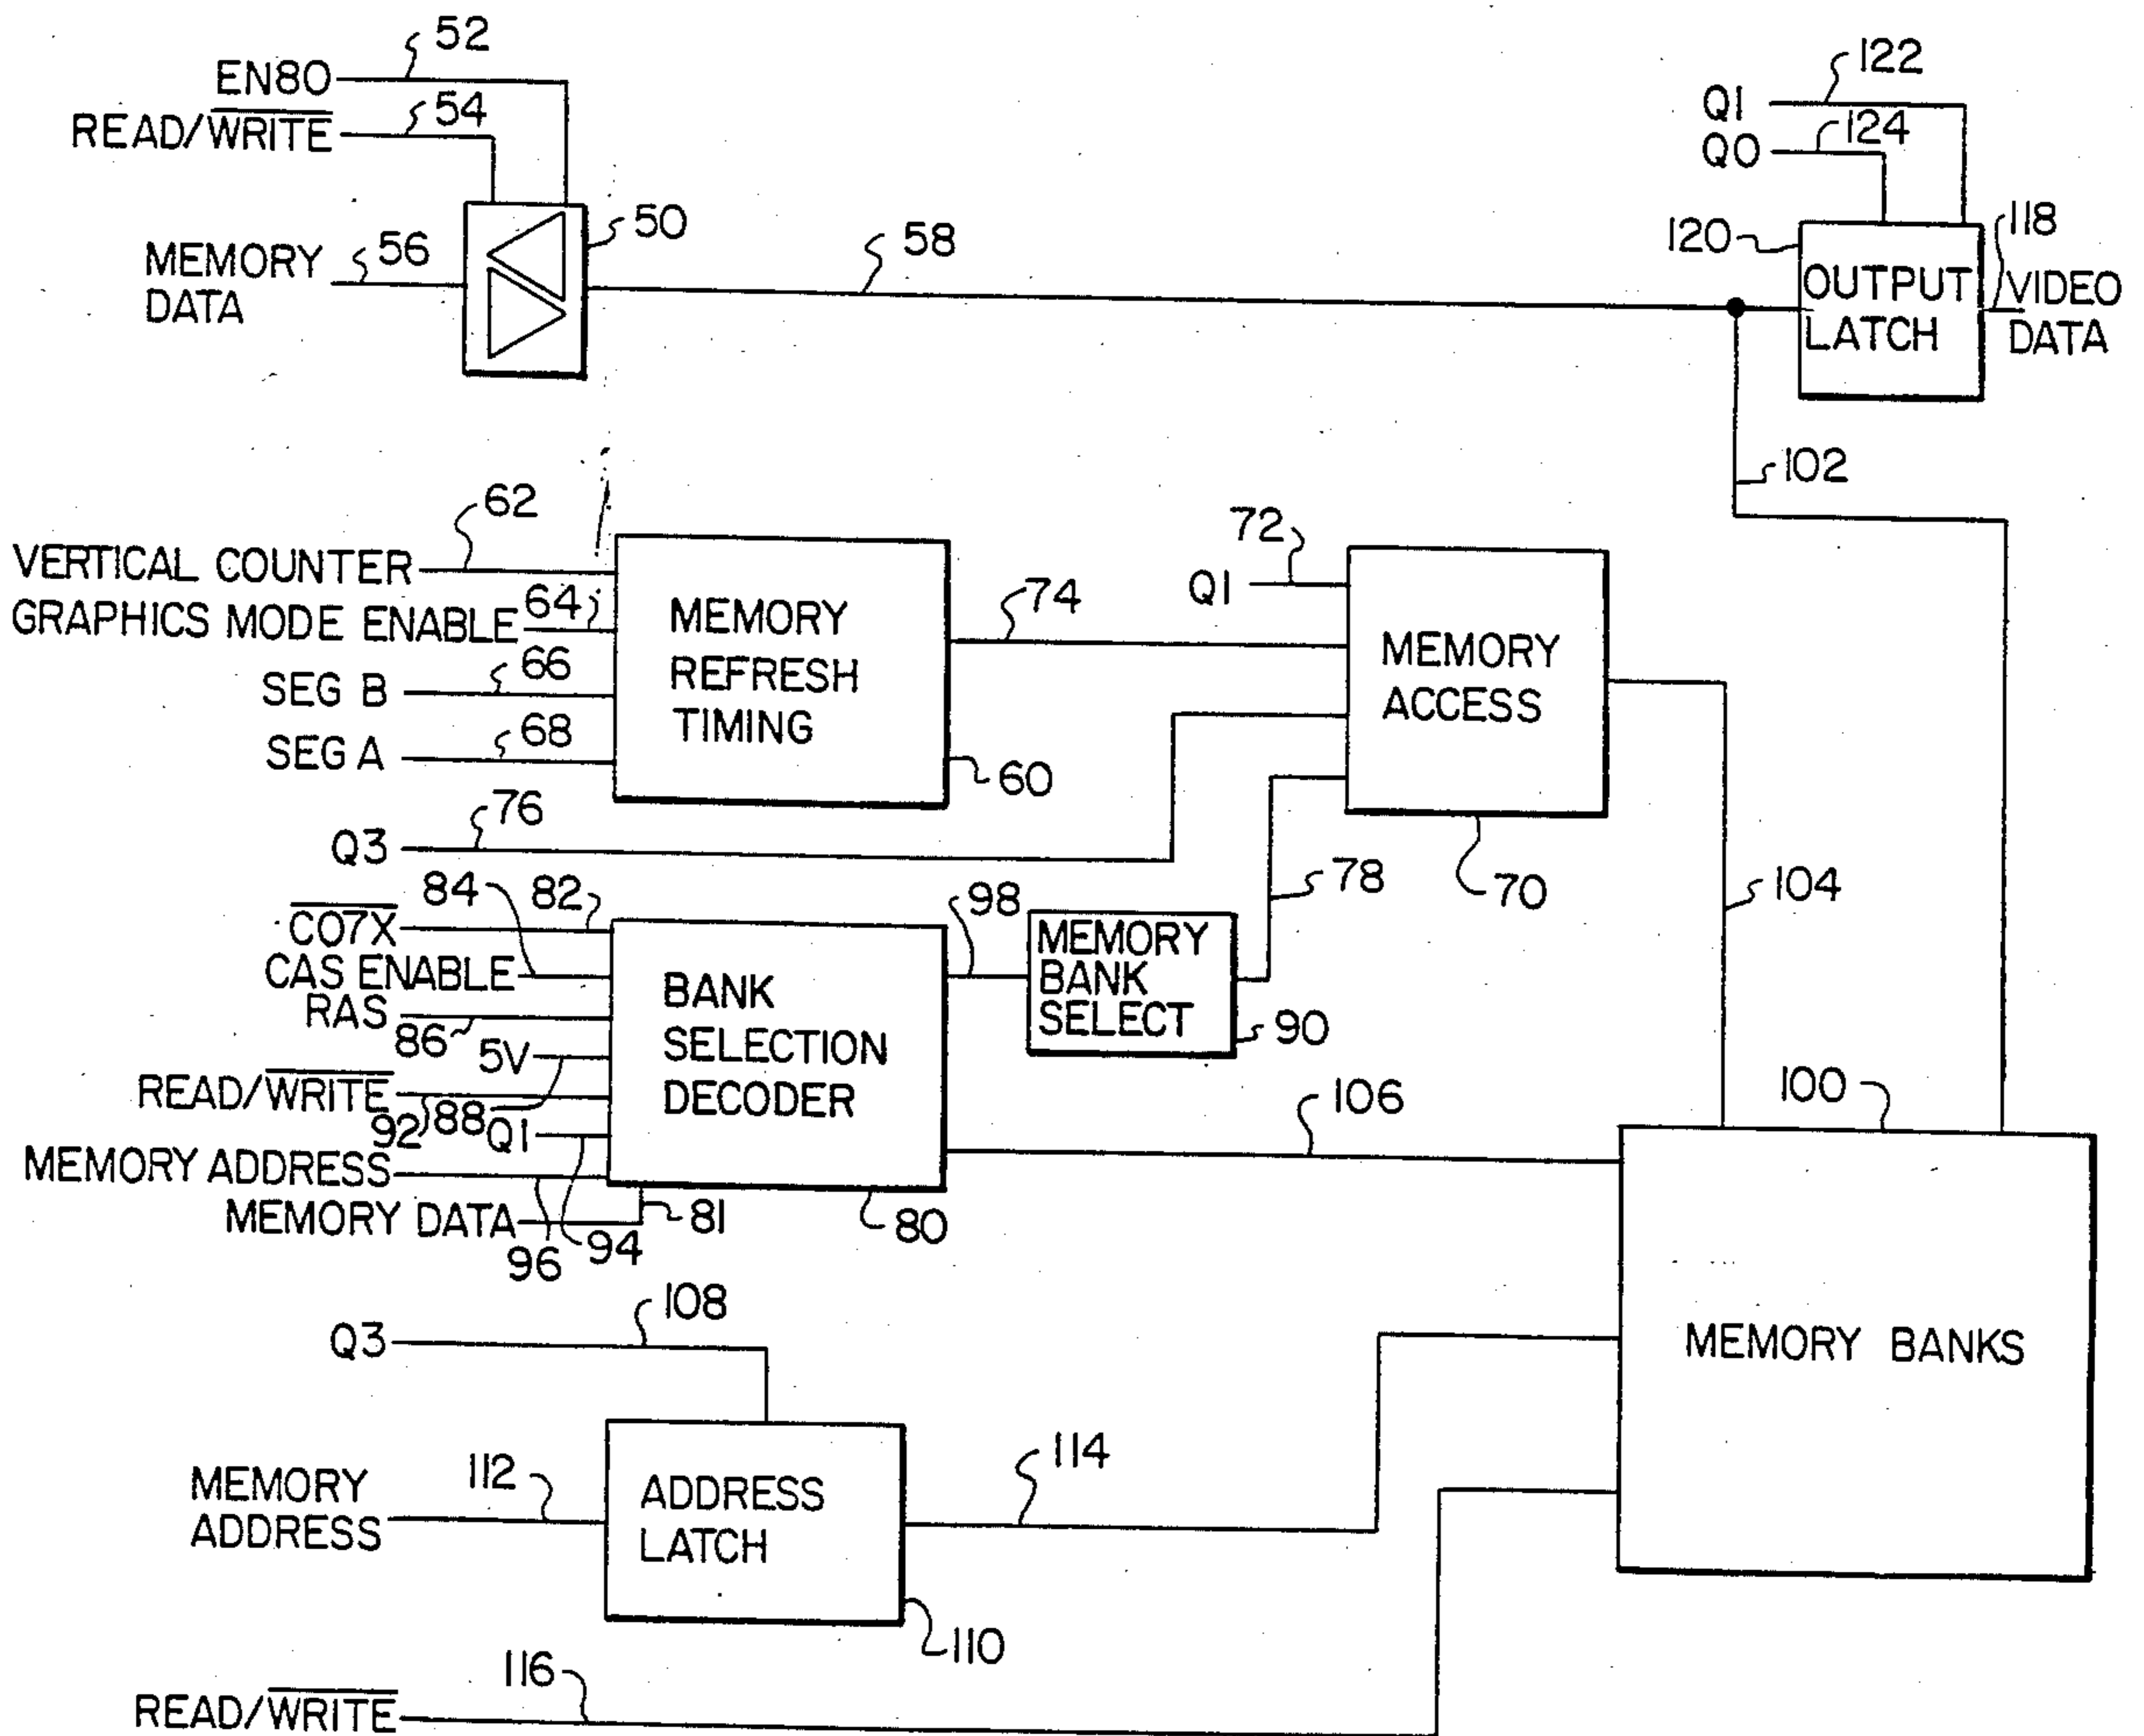 52
EN80
READ/WRITE
54
MEMORY
DATA
56
50
58
122
Q1
Q0
124
120
118
OUTPUT
LATCH
VIDEO
DATA
102
62
VERTICAL COUNTER
GRAPHICS MODE ENABLE
64
SEG B
66
SEG A
68
MEMORY
REFRESH
TIMING
60
72
Q1
74
MEMORY
ACCESS
70
104
Q3
76
78
84
82
C07X
CAS ENABLE
RAS
86
5V
READ/WRITE
92
88
Q1
MEMORY ADDRESS
MEMORY DATA
96
94
81
BANK
SELECTION
DECODER
80
98
MEMORY
BANK
SELECT
90
106
100
MEMORY BANKS
Q3
108
MEMORY
ADDRESS
112
ADDRESS
LATCH
110
114
116
READ/WRITE